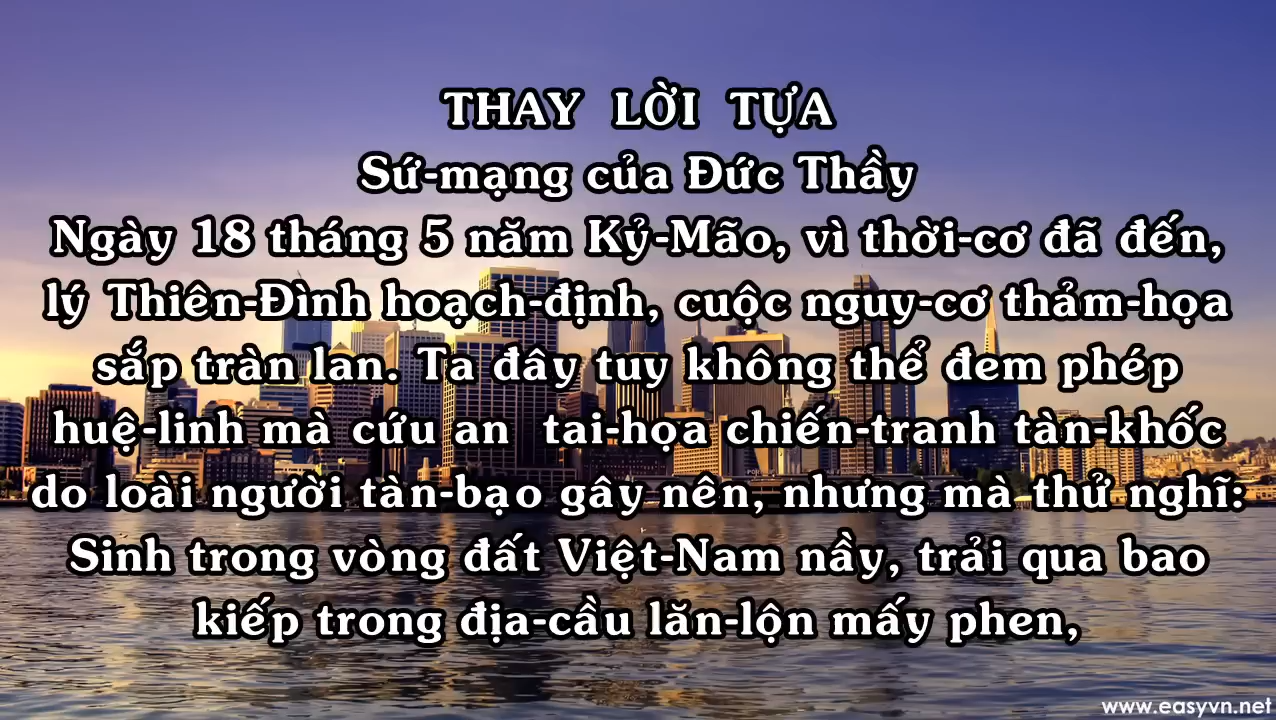 THAY LỜI TỰA
Sứ-mạng của Đức Thầy
Ngày 18 tháng 5 năm Kỷ-Mão, vì thời-cơ đã đến,
lý Thiên-Đình hoạch-định, cuộc nguy-cơ thảm-họa
sắp tràn lan. Ta đây tuy không thể đem phép
huệ-linh mà cứu an tai-họa chiến-tranh tàn-khốc
do loài người tàn-bạo gây nên, nhưng mà thử nghĩ:
Sinh trong vòng đất Việt-Nam nầy, trải qua bao
kiếp trong địa-cầu lăn-lộn mấy phen,
www.easyvn.net